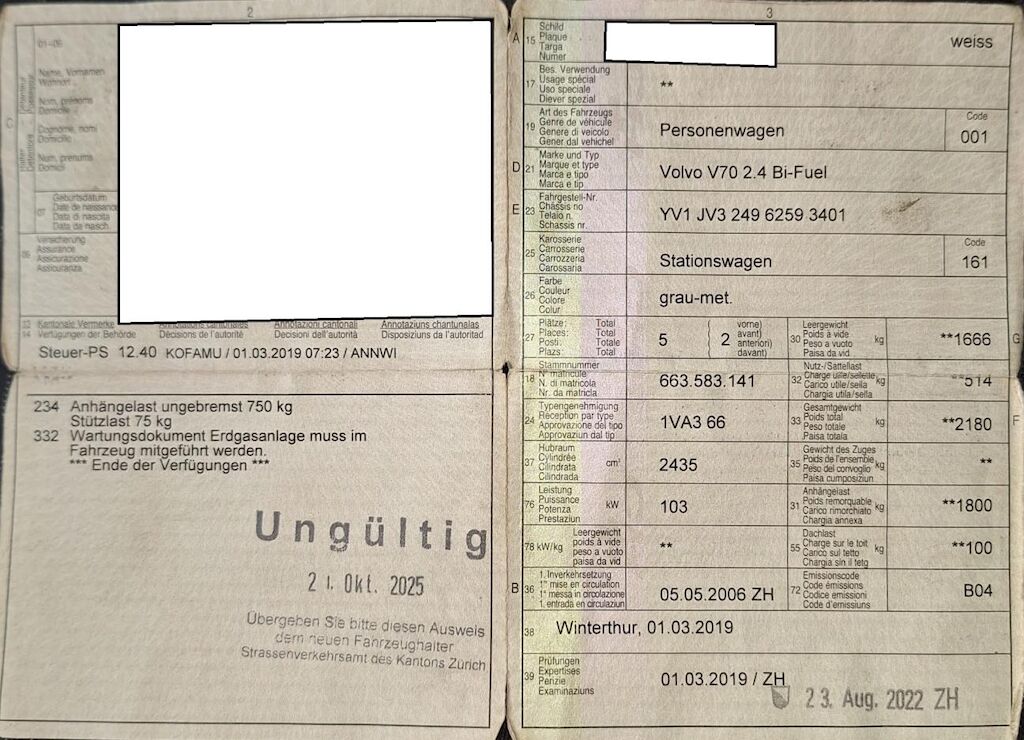 2
01-06
Name, Vornamen
Wohnort
Nom, prénoms
Domicile
C
Cognome, nomi
Domicilio
Num, prenums
Domicil
07
Geburtsdatum
Date de naissance
Data di nascita
Data da nasch.
09
Versicherung
Assurance
Assicurazione
Assicuranza
13 Kantonale Vermerke Annotations cantonales Annotazioni cantonali Annotaziuns chantunalas
14 Verfügungen der Behörde Décisions de l'autorité Decisioni dell'autorità Disposiziuns da l'autoritad
Steuer-PS 12.40 KOFAMU / 01.03.2019 07:23 / ANNWI
234 Anhängelast ungebremst 750 kg
Stützlast 75 kg
332 Wartungsdokument Erdgasanlage muss im
Fahrzeug mitgeführt werden.
*** Ende der Verfügungen ***
Ungültig
21. Okt. 2025
Übergeben Sie bitte diesen Ausweis
dem neuen Fahrzeughalter
Strassenverkehrsamt des Kantons Zürich
3
A 15
Schild
Plaque
Targa
Numer
weiss
17
Bes. Verwendung
Usage spécial
Uso speciale
Diever spezial
**
19
Art des Fahrzeugs
Genre de véhicule
Genere di veicolo
Gener dal vehichel
Personenwagen
Code
001
D 21
Marke und Typ
Marque et type
Marca e tipo
Marca e tip
Volvo V70 2.4 Bi-Fuel
E 23
Fahrgestell-Nr.
Châssis no
Telaio n.
Schassis nr.
YV1 JV3 249 6259 3401
25
Karosserie
Carrosserie
Carrozzeria
Carossaria
Stationswagen
Code
161
26
Farbe
Couleur
Colore
Colur
grau-met.
27
Plätze: Total
Places: Total
Posti: Totale
Plazs: Total
5
( 2 vorne)
avant)
anteriori)
davant)
30
Leergewicht
Poids à vide
Peso a vuoto
Paisa da vid
kg
**1666
G
18
Stammnummer
N° matricule
N. di matricola
Nr. da matricla
663.583.141
32
Nutz-/Sattellast
Charge utile/sellette
Carico utile/sella
Chargia utila/sella
kg
**514
24
Typengenehmigung
Réception par type
Approvazione del tipo
Approvaziun dal tip
1VA3 66
33
Gesamtgewicht
Poids total
Peso totale
Paisa totala
kg
**2180
F
37
Hubraum
Cylindrée
Cilindrata
Cilindrada
cm³
2435
35
Gewicht des Zuges
Poids de l'ensemble
Peso del convoglio
Paisa cumposiziun
kg
**
76
Leistung
Puissance
Potenza
Prestaziun
kW
103
31
Anhängelast
Poids remorquable
Carico rimorchiato
Chargia annexa
kg
**1800
78 kW/kg
Leergewicht
poids à vide
peso a vuoto
paisa da vid
**
55
Dachlast
Charge sur le toit
Carico sul tetto
Chargia sin il tetg
kg
**100
B 36
1. Inverkehrsetzung
1re mise en circulation
1a messa in circolazione
1. entrada en circulaziun
05.05.2006 ZH
72
Emissionscode
Code émissions
Codice emissioni
Code d'emissiuns
B04
38
Winterthur, 01.03.2019
39
Prüfungen
Expertises
Perizie
Examinaziuns
01.03.2019 / ZH
23. Aug. 2022 ZH